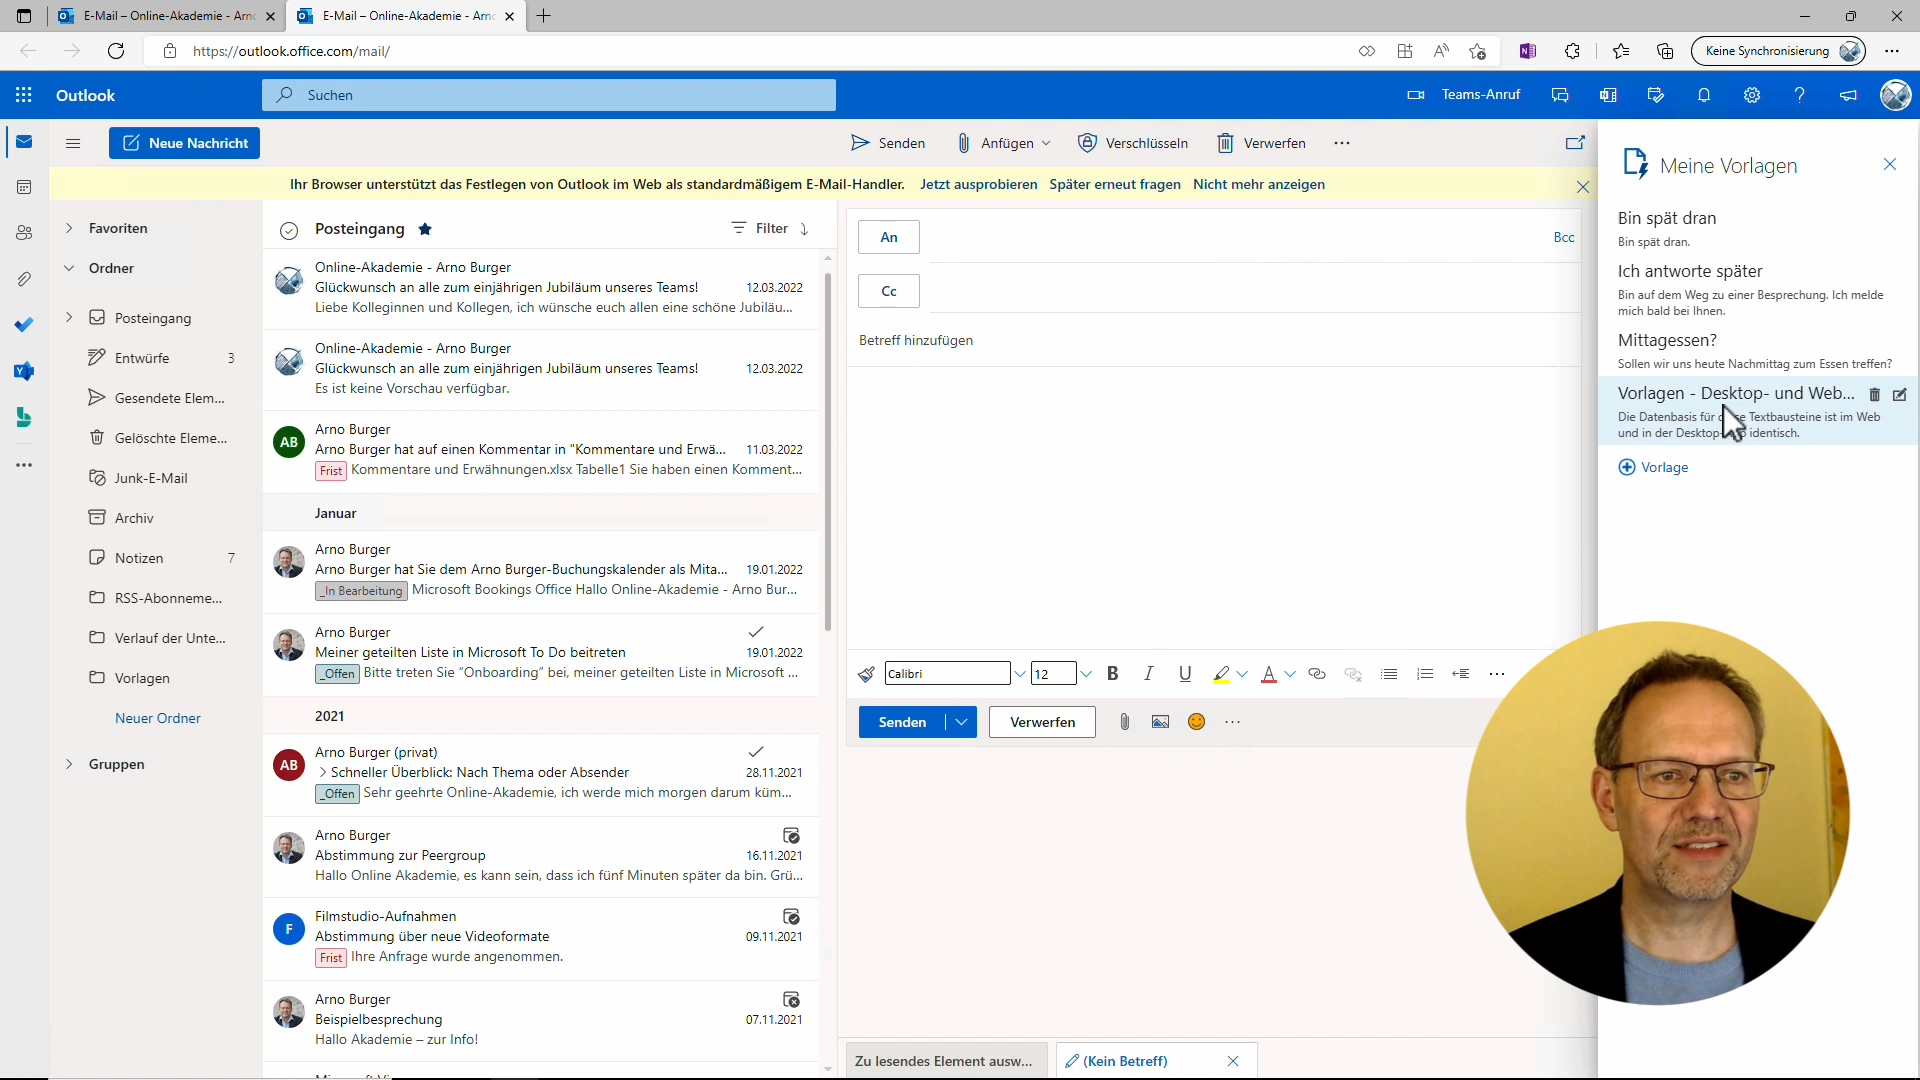 E-Mail – Online-Akademie - Arn
E-Mail – Online-Akademie - Arn
https://outlook.office.com/mail/
Keine Synchronisierung
Outlook
Suchen
Teams-Anruf
Neue Nachricht
Senden
Anfügen
Verschlüsseln
Verwerfen
Ihr Browser unterstützt das Festlegen von Outlook im Web als standardmäßigem E-Mail-Handler. Jetzt ausprobieren Später erneut fragen Nicht mehr anzeigen
Favoriten
Ordner
Posteingang
Entwürfe 3
Gesendete Elem...
Gelöschte Eleme...
Junk-E-Mail
Archiv
Notizen 7
RSS-Abonneme...
Verlauf der Unte...
Vorlagen
Neuer Ordner
Gruppen
Posteingang
Filter
Online-Akademie - Arno Burger
Glückwunsch an alle zum einjährigen Jubiläum unseres Teams! 12.03.2022
Liebe Kolleginnen und Kollegen, ich wünsche euch allen eine schöne Jubiläu...
Online-Akademie - Arno Burger
Glückwunsch an alle zum einjährigen Jubiläum unseres Teams! 12.03.2022
Es ist keine Vorschau verfügbar.
AB
Arno Burger
Arno Burger hat auf einen Kommentar in "Kommentare und Erwä... 11.03.2022
Frist Kommentare und Erwähnungen.xlsx Tabelle1 Sie haben einen Komment...
Januar
Arno Burger
Arno Burger hat Sie dem Arno Burger-Buchungskalender als Mita... 19.01.2022
_In Bearbeitung Microsoft Bookings Office Hallo Online-Akademie - Arno Bur...
Arno Burger
Meiner geteilten Liste in Microsoft To Do beitreten 19.01.2022
_Offen Bitte treten Sie "Onboarding" bei, meiner geteilten Liste in Microsoft ...
2021
AB
Arno Burger (privat)
Schneller Überblick: Nach Thema oder Absender 28.11.2021
_Offen Sehr geehrte Online-Akademie, ich werde mich morgen darum küm...
Arno Burger
Abstimmung zur Peergroup 16.11.2021
Hallo Online Akademie, es kann sein, dass ich fünf Minuten später da bin. Grü...
F
Filmstudio-Aufnahmen
Abstimmung über neue Videoformate 09.11.2021
Frist Ihre Anfrage wurde angenommen.
Arno Burger
Beispielbesprechung 07.11.2021
Hallo Akademie – zur Info!
An
Bcc
Cc
Betreff hinzufügen
Calibri 12
Senden
Verwerfen
Zu lesendes Element ausw...
(Kein Betreff)
Meine Vorlagen
Bin spät dran
Bin spät dran.
Ich antworte später
Bin auf dem Weg zu einer Besprechung. Ich melde
mich bald bei Ihnen.
Mittagessen?
Sollen wir uns heute Nachmittag zum Essen treffen?
Vorlagen - Desktop- und Web...
Die Datenbasis für Textbausteine ist im Web
und in der Desktop- identisch.
Vorlage